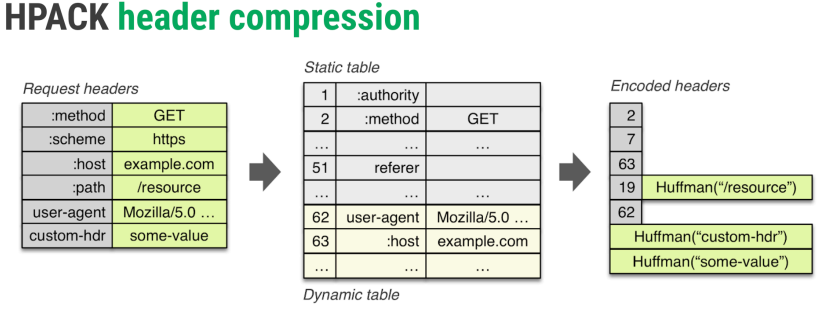 HPACK header compression
Request headers
:method GET
:scheme https
:host example.com
:path /resource
user-agent Mozilla/5.0 ...
custom-hdr some-value
Static table
1 :authority
2 :method GET
... ... ...
51 referer
... ... ...
62 user-agent Mozilla/5.0 ...
63 :host example.com
... ... ...
Dynamic table
Encoded headers
2
7
63
19 Huffman(“/resource”)
62
Huffman(“custom-hdr”)
Huffman(“some-value”)